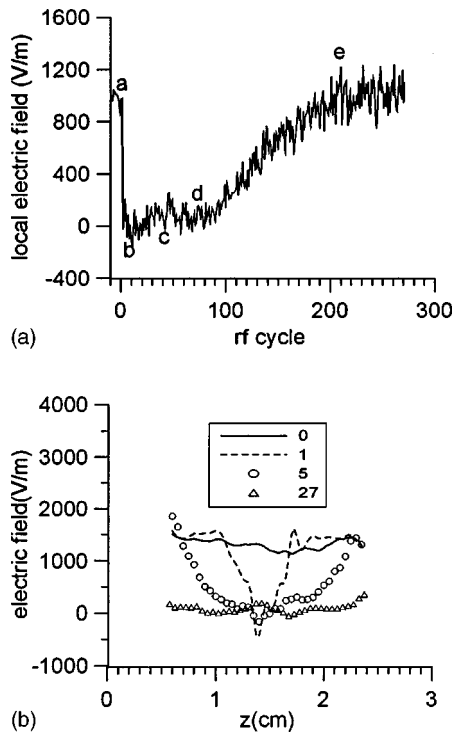 1600
1200
800
400
0
-400
local electric field (V/m)
a
b
c
d
e
0
100
200
300
rf cycle
(a)
4000
3000
2000
1000
0
-1000
electric field(V/m)
0
1
5
27
0
1
2
3
z(cm)
(b)